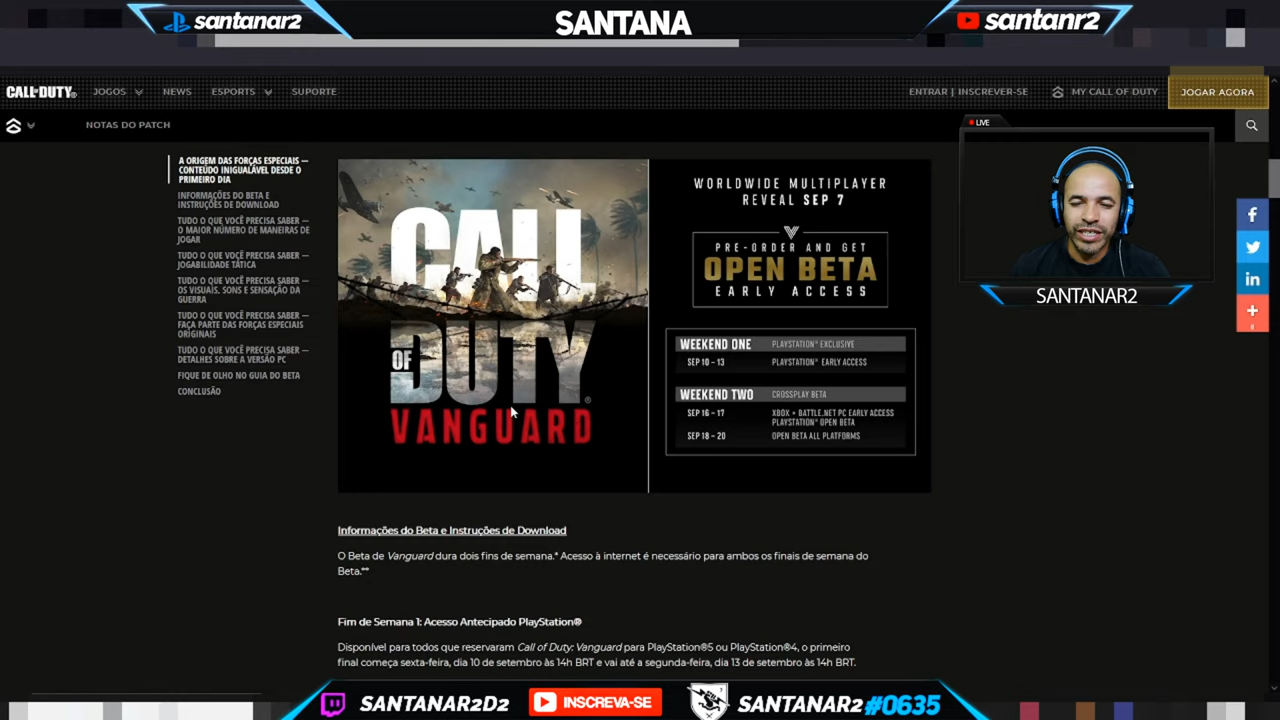 santanar2
SANTANA
santanr2
CALL OF DUTY®
JOGOS
NEWS
ESPORTS
SUPORTE
ENTRAR | INSCREVER-SE
MY CALL OF DUTY
JOGAR AGORA
NOTAS DO PATCH
LIVE
SANTANAR2
A ORIGEM DAS FORÇAS ESPECIAIS —
CONTEÚDO INIGUALÁVEL DESDE O
PRIMEIRO DIA
INFORMAÇÕES DO BETA E
INSTRUÇÕES DE DOWNLOAD
TUDO O QUE VOCÊ PRECISA SABER —
O MAIOR NÚMERO DE MANEIRAS DE
JOGAR
TUDO O QUE VOCÊ PRECISA SABER —
JOGABILIDADE TÁTICA
TUDO O QUE VOCÊ PRECISA SABER —
OS VISUAIS, SONS E SENSAÇÃO DA
GUERRA
TUDO O QUE VOCÊ PRECISA SABER —
FAÇA PARTE DAS FORÇAS ESPECIAIS
ORIGINAIS
TUDO O QUE VOCÊ PRECISA SABER —
DETALHES SOBRE A VERSÃO PC
FIQUE DE OLHO NO GUIA DO BETA
CONCLUSÃO
CALL
OF DUTY®
VANGUARD
WORLDWIDE MULTIPLAYER
REVEAL SEP 7
PRE-ORDER AND GET
OPEN BETA
EARLY ACCESS
WEEKEND ONE PLAYSTATION® EXCLUSIVE
SEP 10 – 13 PLAYSTATION® EARLY ACCESS
WEEKEND TWO CROSSPLAY BETA
SEP 16 – 17 XBOX + BATTLE.NET PC EARLY ACCESS
PLAYSTATION® OPEN BETA
SEP 18 – 20 OPEN BETA ALL PLATFORMS
Informações do Beta e Instruções de Download
O Beta de Vanguard dura dois fins de semana.* Acesso à internet é necessário para ambos os finais de semana do
Beta.**
Fim de Semana 1: Acesso Antecipado PlayStation®
Disponível para todos que reservaram Call of Duty: Vanguard para PlayStation®5 ou PlayStation®4, o primeiro
final começa sexta-feira, dia 10 de setembro às 14h BRT e vai até a segunda-feira, dia 13 de setembro às 14h BRT.
SANTANAR2D2
INSCREVA-SE
SANTANAR2 #0635